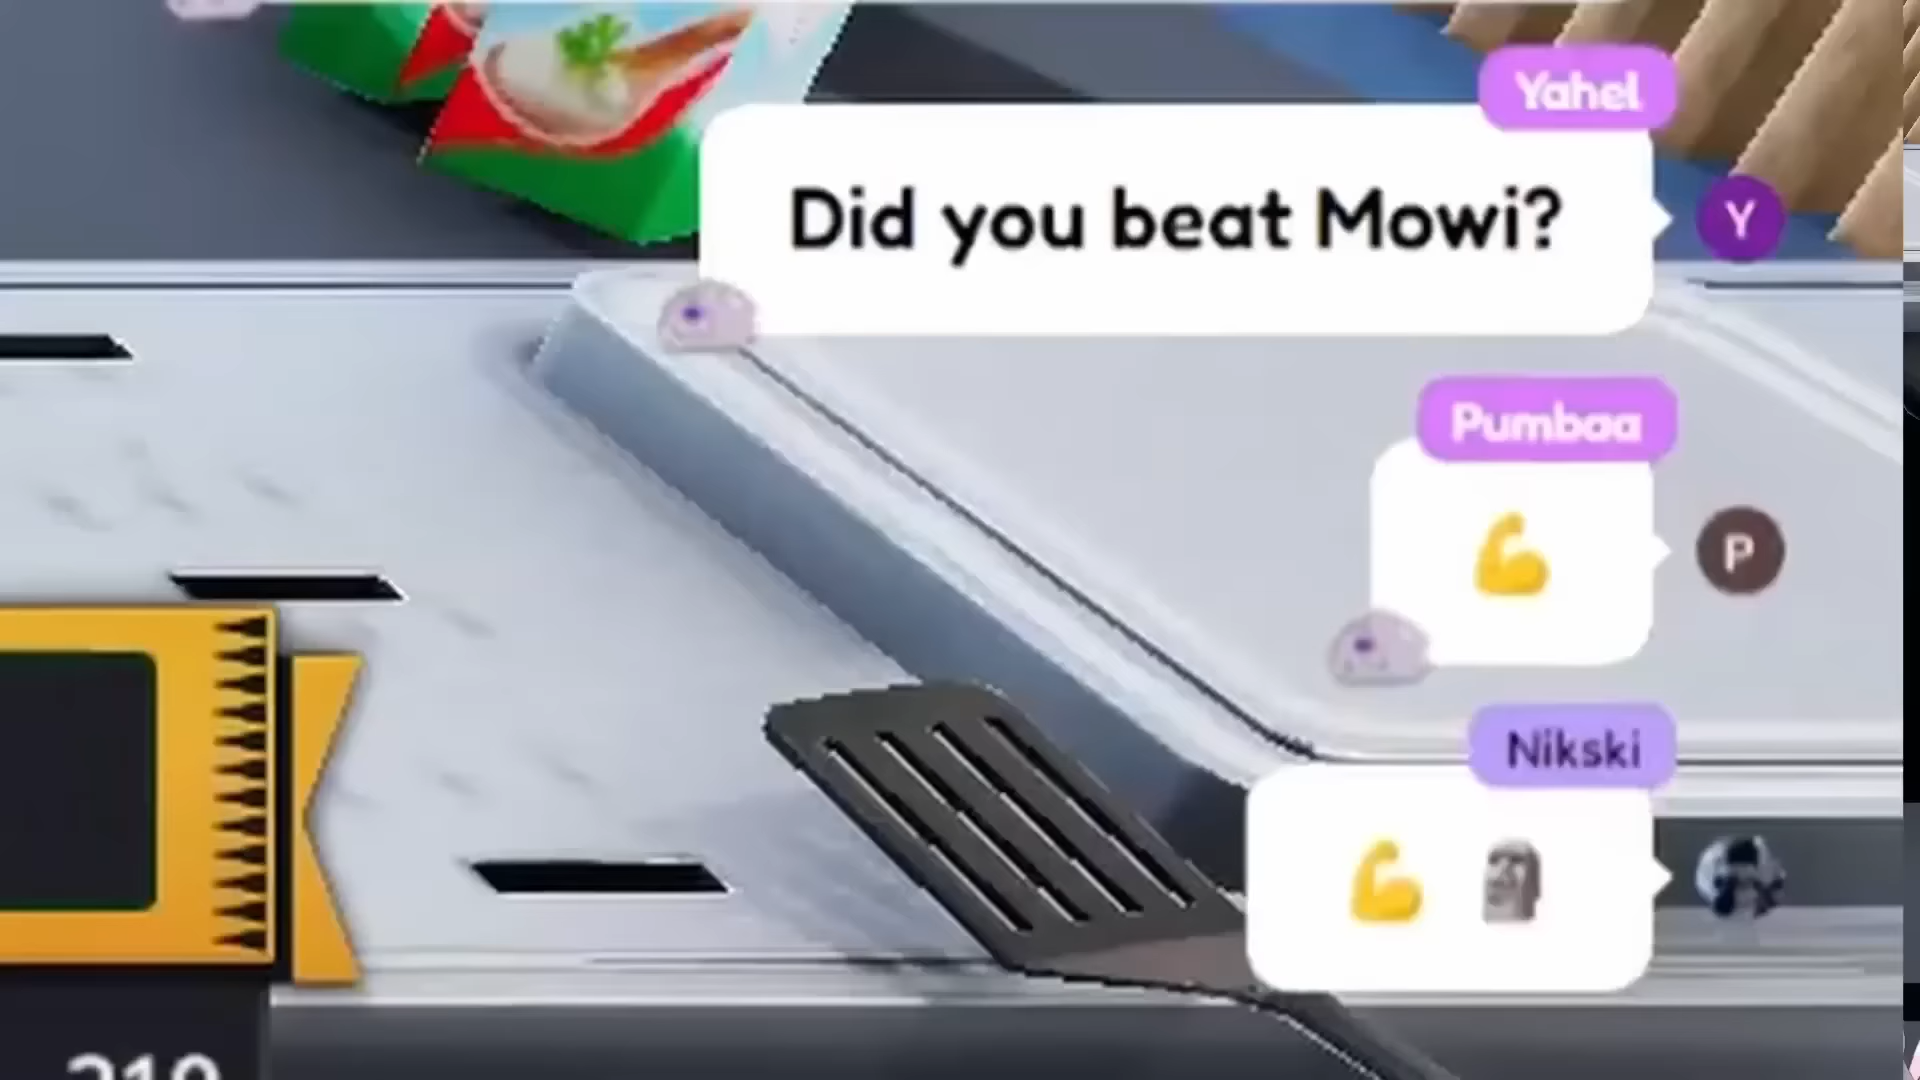 Yahel
Did you beat Mowi?
Y
Pumbaa
💪
P
Nikski
💪 🗿